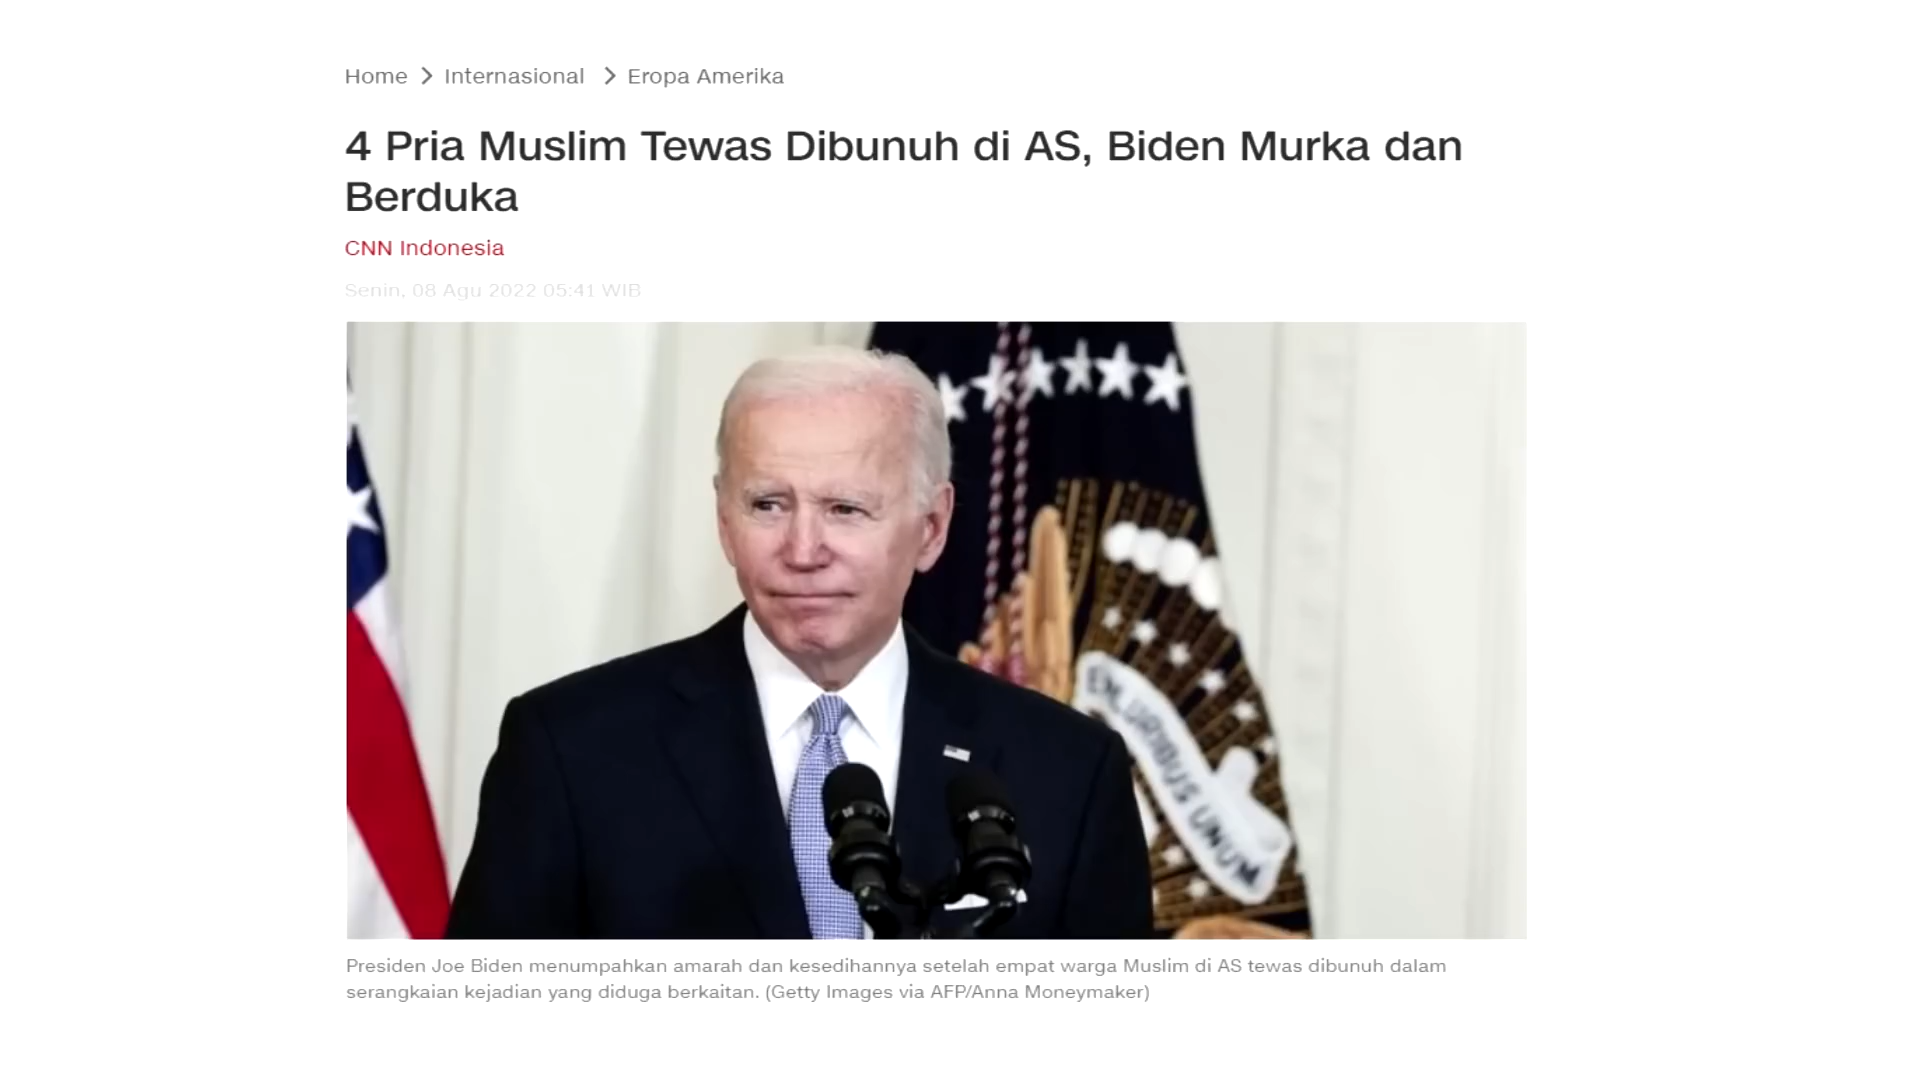 Home > Internasional > Eropa Amerika
4 Pria Muslim Tewas Dibunuh di AS, Biden Murka dan
Berduka
CNN Indonesia
Senin, 08 Agu 2022 05:41 WIB
PLURIBUS UNUM
Presiden Joe Biden menumpahkan amarah dan kesedihannya setelah empat warga Muslim di AS tewas dibunuh dalam
serangkaian kejadian yang diduga berkaitan. (Getty Images via AFP/Anna Moneymaker)